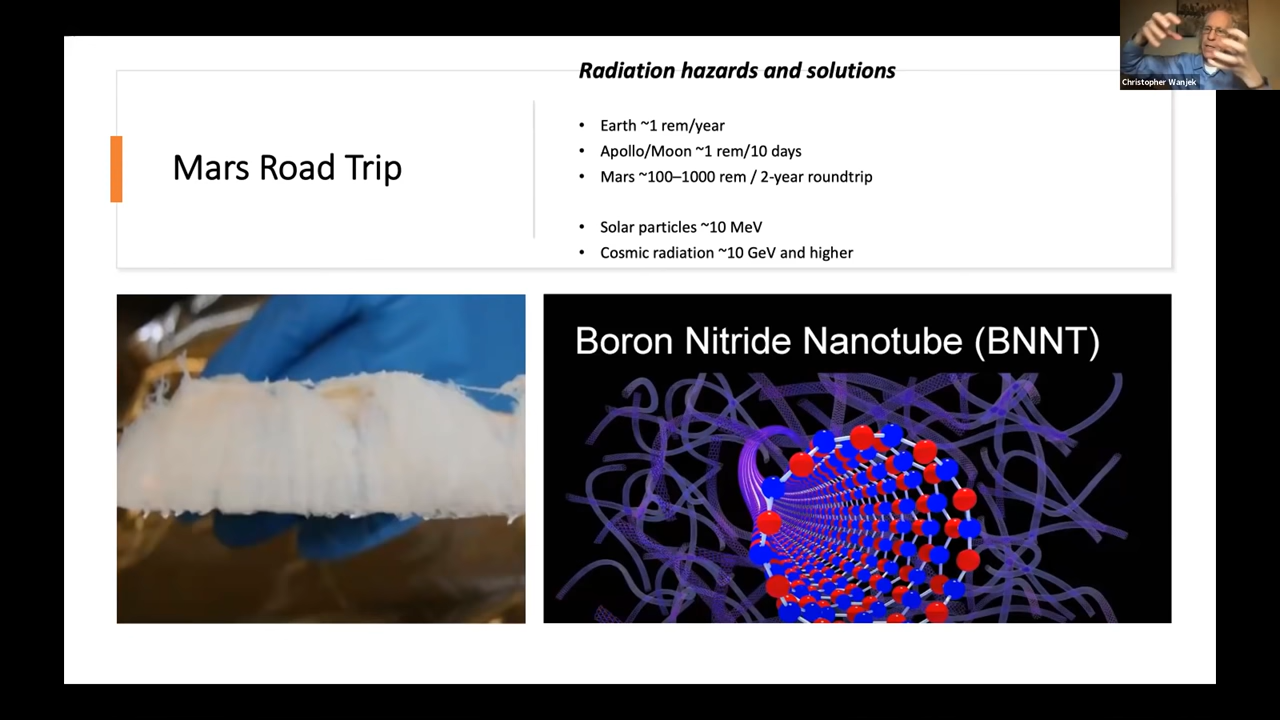 Radiation hazards and solutions
Mars Road Trip
• Earth ~1 rem/year
• Apollo/Moon ~1 rem/10 days
• Mars ~100–1000 rem / 2-year roundtrip
• Solar particles ~10 MeV
• Cosmic radiation ~10 GeV and higher
Boron Nitride Nanotube (BNNT)
Christopher Wanjek